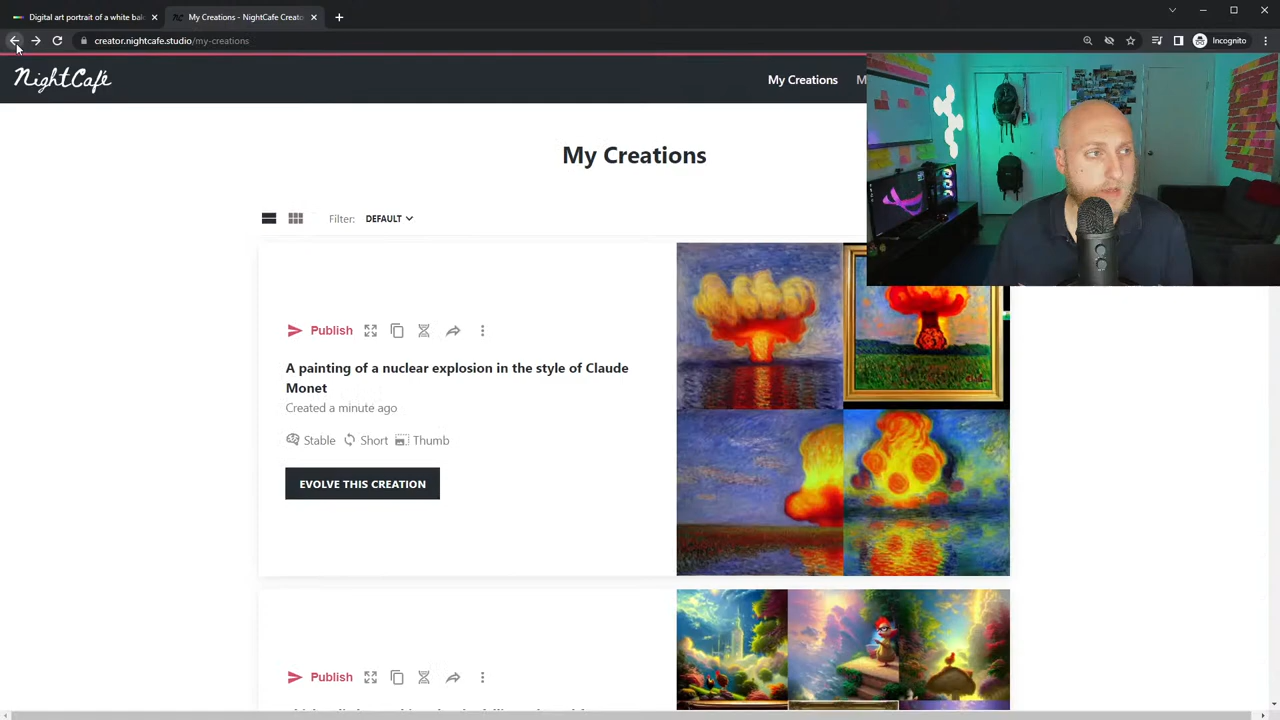 Digital art portrait of a white bal
My Creations - NightCafe Creato
creator.nightcafe.studio/my-creations
Incognito
NightCafé
My Creations
My Creations
Filter: DEFAULT
Publish
A painting of a nuclear explosion in the style of Claude
Monet
Created a minute ago
Stable Short Thumb
EVOLVE THIS CREATION
Publish